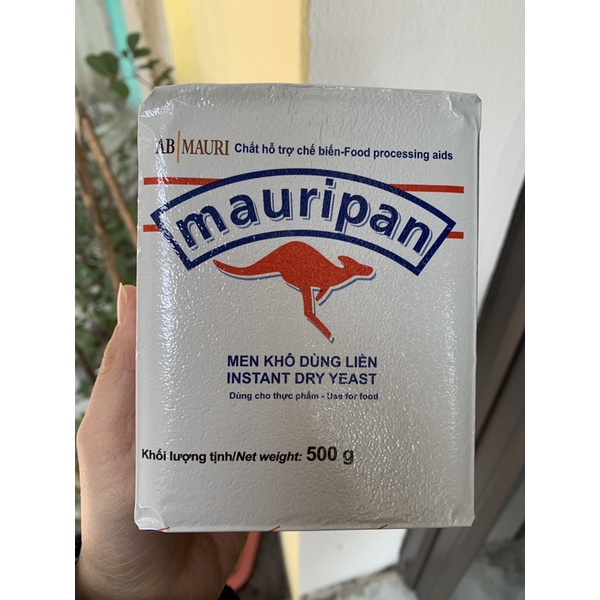 AB MAURI Chất hỗ trợ chế biến-Food processing aids
mauripan
MEN KHÔ DÙNG LIỀN
INSTANT DRY YEAST
Dùng cho thực phẩm - Use for food
Khối lượng tịnh/Net weight: 500 g